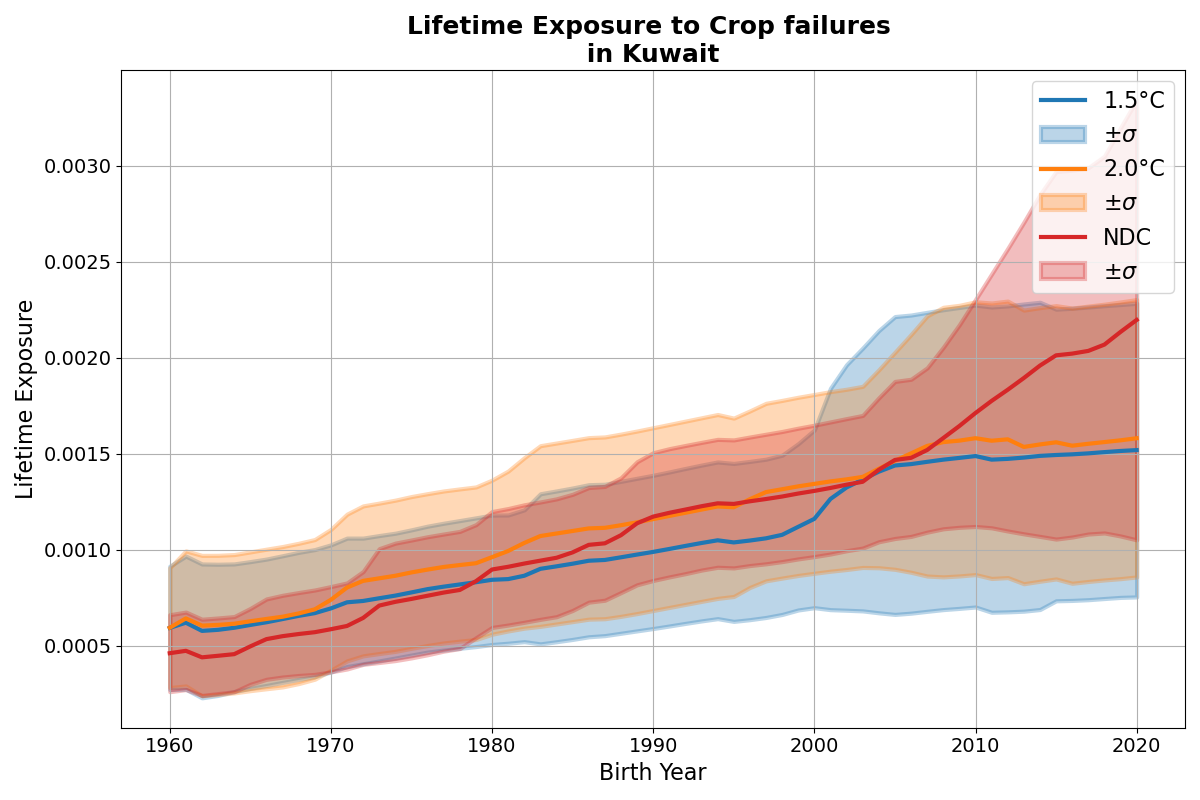 Lifetime Exposure to Crop failures
in Kuwait
1.5°C
±σ
2.0°C
±σ
NDC
±σ
Lifetime Exposure
0.0030
0.0025
0.0020
0.0015
0.0010
0.0005
1960 1970 1980 1990 2000 2010 2020
Birth Year